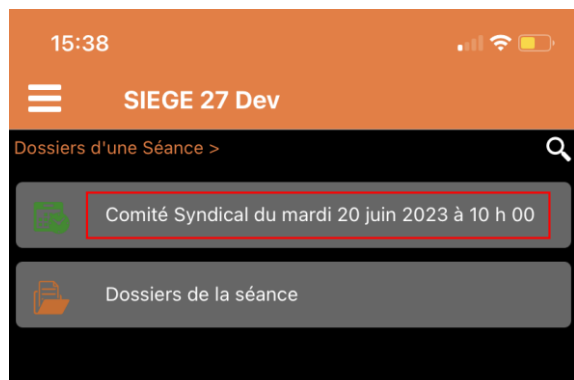 15:38
SIEGE 27 Dev
Dossiers d'une Séance >
Comité Syndical du mardi 20 juin 2023 à 10 h 00
Dossiers de la séance